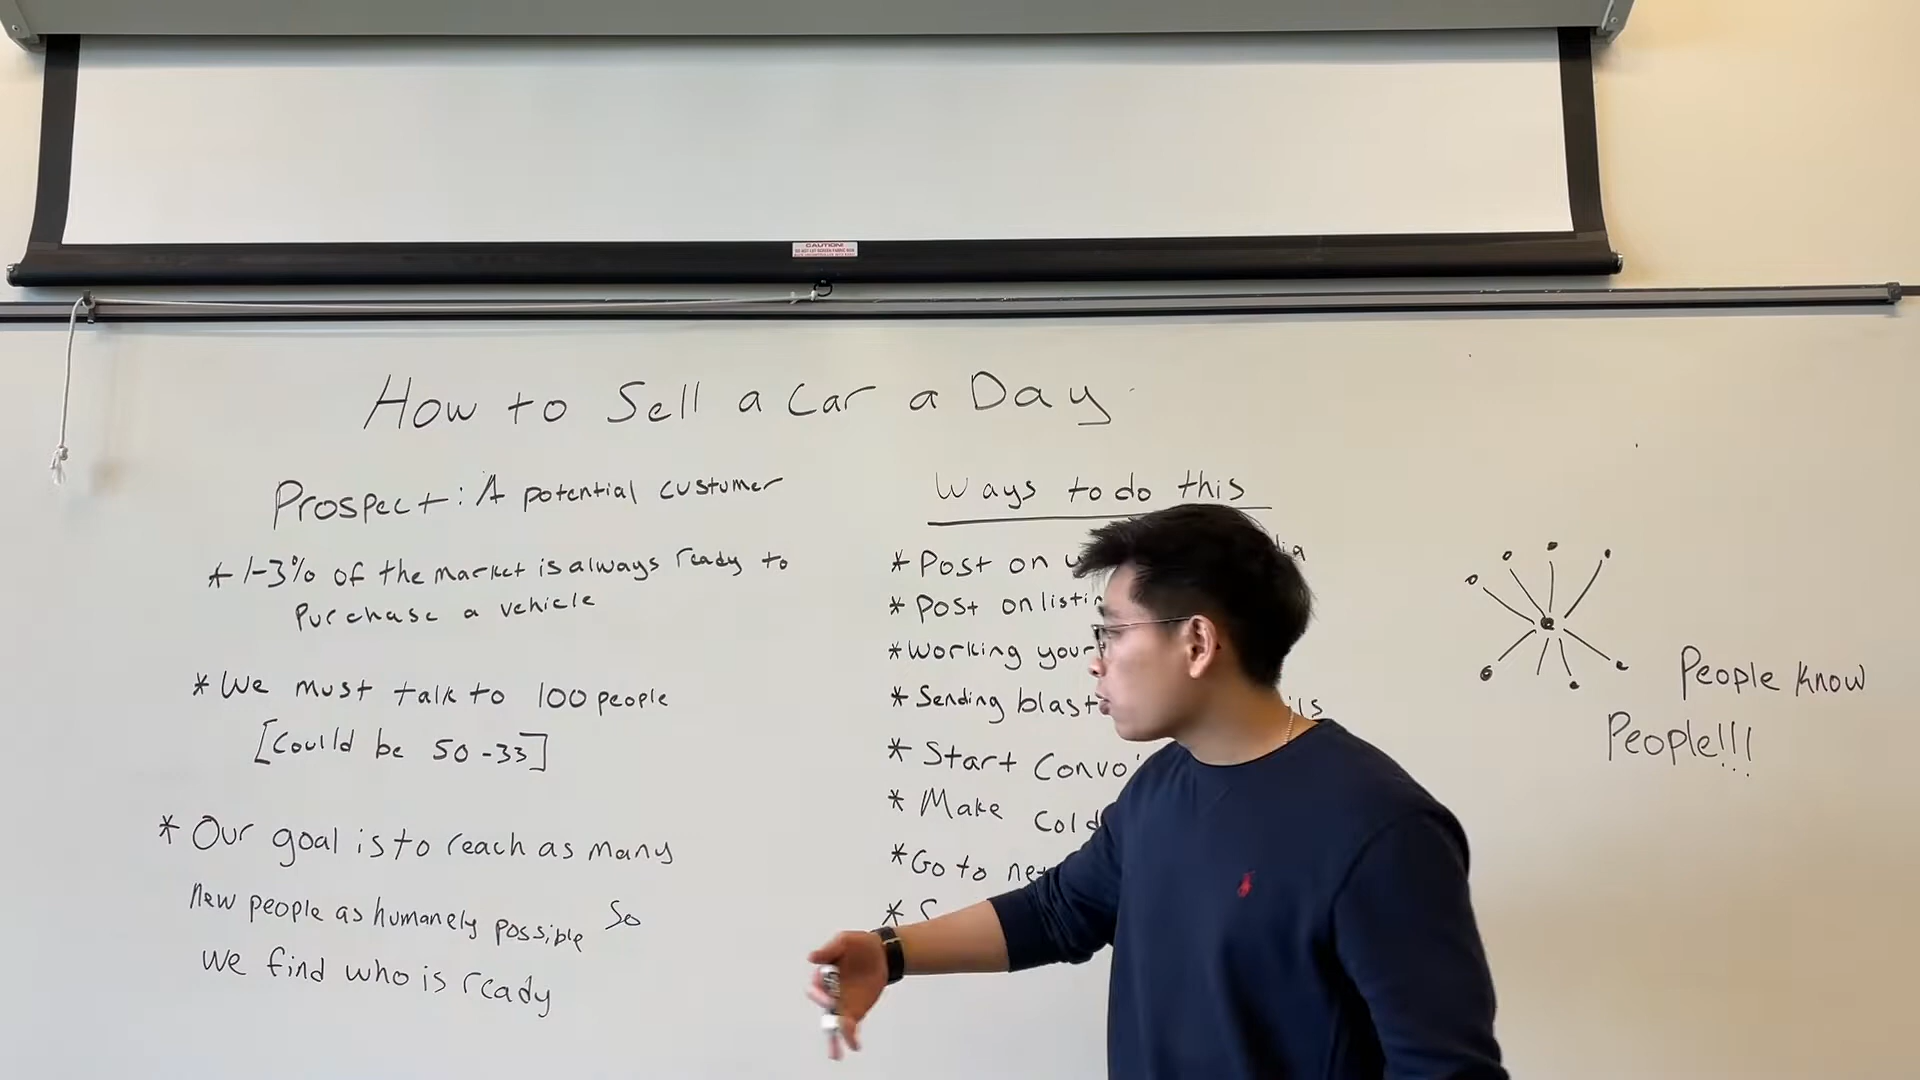 CAUTION!
How to Sell a Car a Day
Prospect: A potential custumer
* 1-3% of the market is always ready to
purchase a vehicle
* We must talk to 100 people
[Could be 50-33]
* Our goal is to reach as many
new people as humanely possible so
we find who is ready
Ways to do this
* Post on
* Post on
* Working your
* Sending blast
* Start Convo
* Make Cold
* Go to
*
People know
People!!!